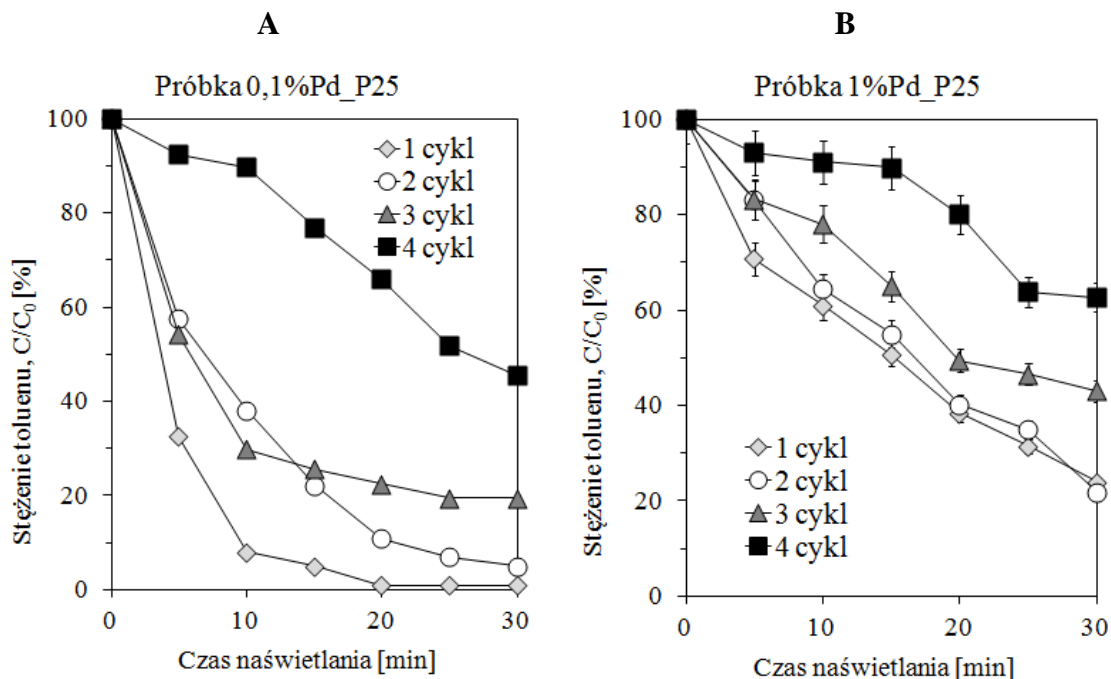 A
Próbka 0,1%Pd_P25
Stężenie toluenu, C/C0 [%]
100
80
60
40
20
0
1 cykl
2 cykl
3 cykl
4 cykl
0 10 20 30
Czas naświetlania [min]
B
Próbka 1%Pd_P25
Stężenie toluenu, C/C0 [%]
100
80
60
40
20
0
1 cykl
2 cykl
3 cykl
4 cykl
0 10 20 30
Czas naświetlania [min]